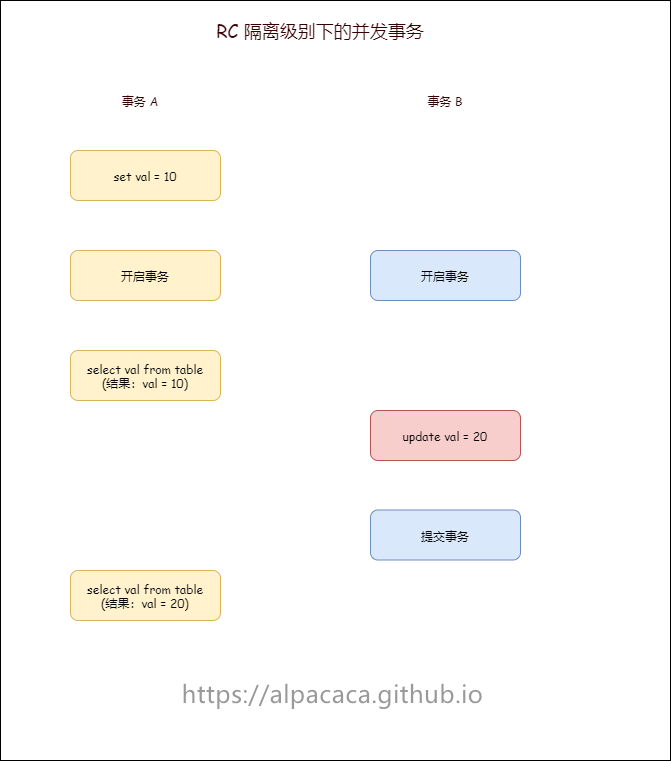 RC 隔离级别下的并发事务
事务 A
事务 B
set val = 10
开启事务
开启事务
select val from table
(结果：val = 10)
update val = 20
提交事务
select val from table
(结果：val = 20)
https://alpacaca.github.io